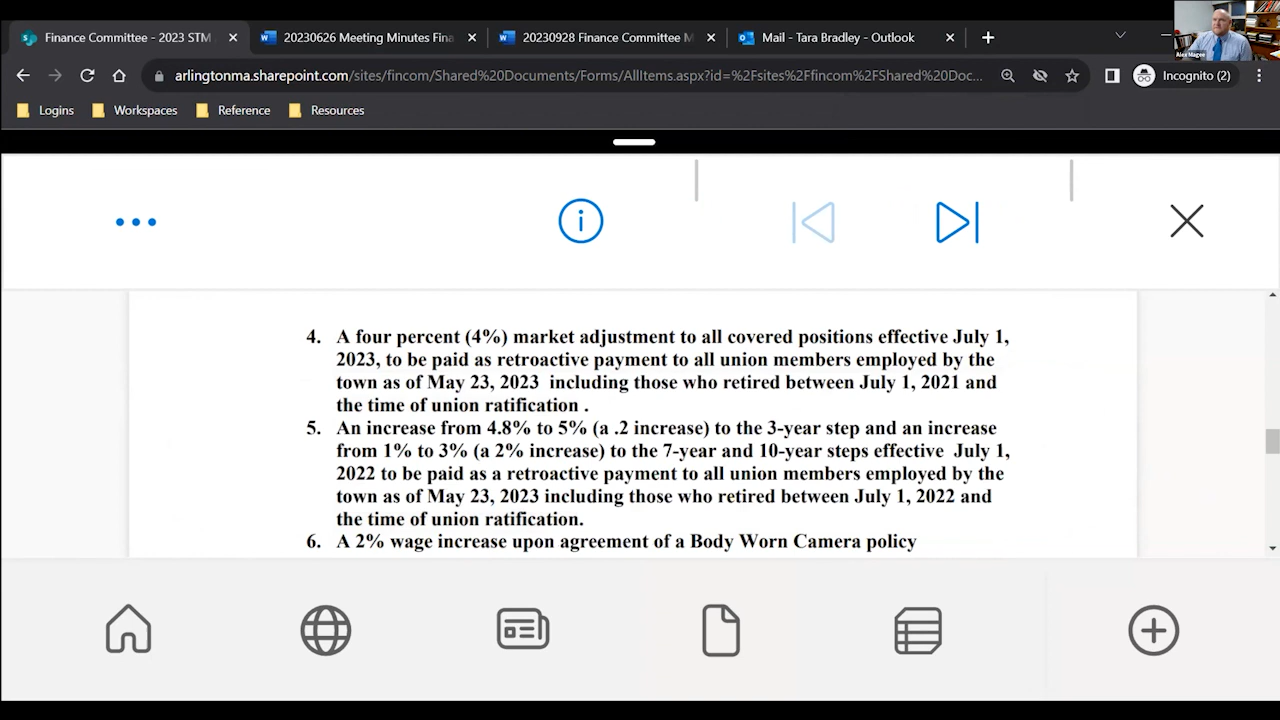 Finance Committee - 2023 STM
20230626 Meeting Minutes Fina
20230928 Finance Committee M
Mail - Tara Bradley - Outlook
arlingtonma.sharepoint.com/sites/fincom/Shared%20Documents/Forms/AllItems.aspx?id=%2Fsites%2Ffincom%2FShared%20Doc...
Incognito (2)
Logins
Workspaces
Reference
Resources
Alex Magee
4. A four percent (4%) market adjustment to all covered positions effective July 1,
2023, to be paid as retroactive payment to all union members employed by the
town as of May 23, 2023 including those who retired between July 1, 2021 and
the time of union ratification .
5. An increase from 4.8% to 5% (a .2 increase) to the 3-year step and an increase
from 1% to 3% (a 2% increase) to the 7-year and 10-year steps effective July 1,
2022 to be paid as a retroactive payment to all union members employed by the
town as of May 23, 2023 including those who retired between July 1, 2022 and
the time of union ratification.
6. A 2% wage increase upon agreement of a Body Worn Camera policy